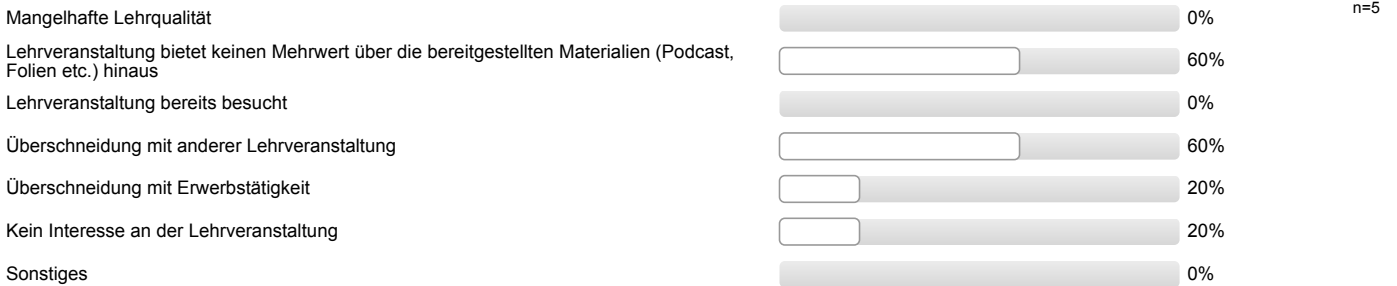 Mangelhafte Lehrqualität 0% n=5
Lehrveranstaltung bietet keinen Mehrwert über die bereitgestellten Materialien (Podcast,
Folien etc.) hinaus 60%
Lehrveranstaltung bereits besucht 0%
Überschneidung mit anderer Lehrveranstaltung 60%
Überschneidung mit Erwerbstätigkeit 20%
Kein Interesse an der Lehrveranstaltung 20%
Sonstiges 0%